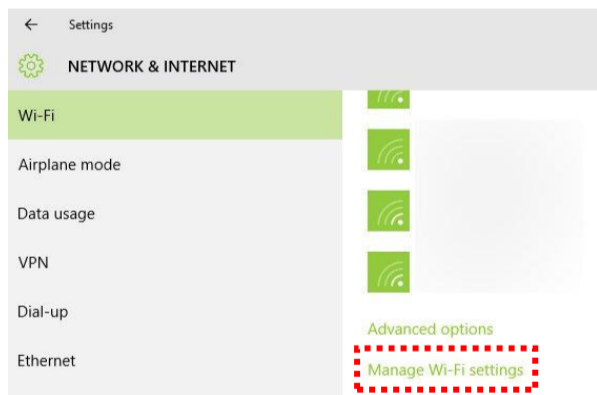 Settings
NETWORK & INTERNET
Wi-Fi
Airplane mode
Data usage
VPN
Dial-up
Ethernet
Advanced options
Manage Wi-Fi settings